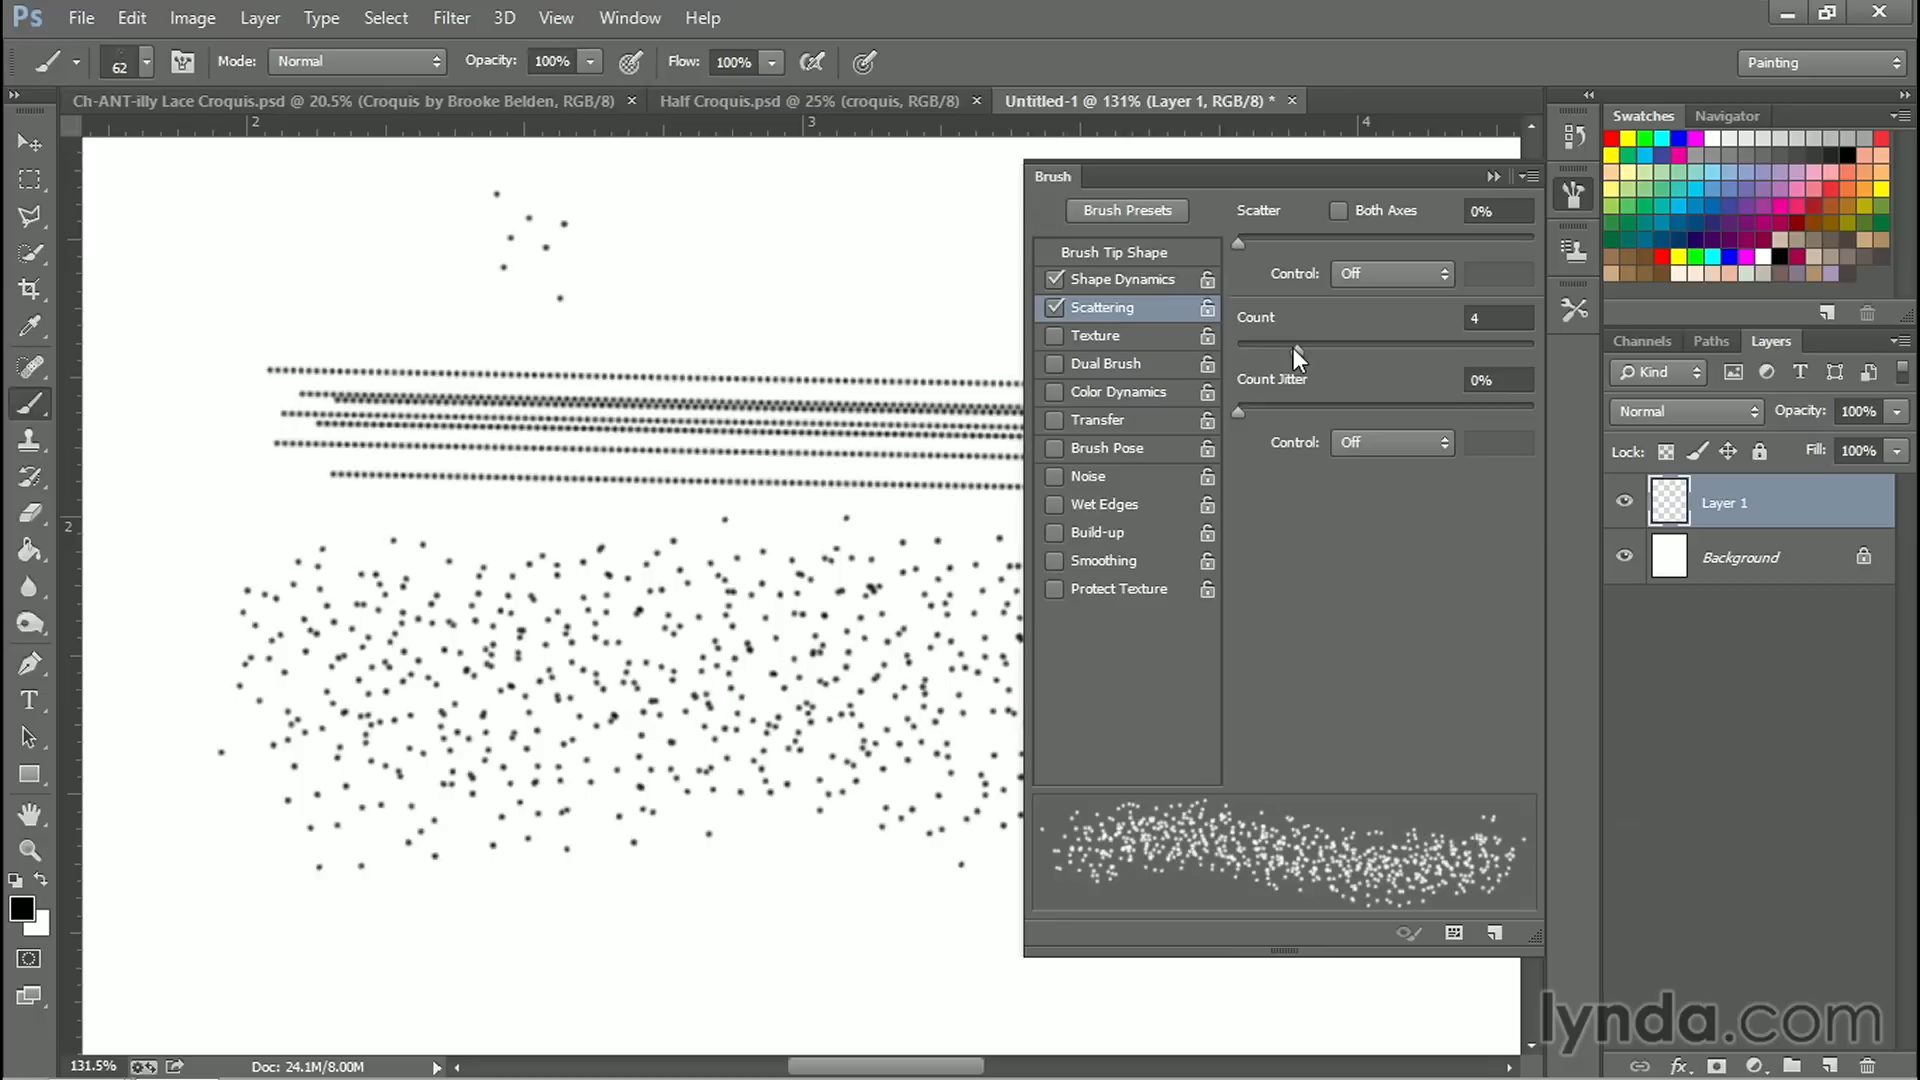 Ps File Edit Image Layer Type Select Filter 3D View Window Help
62 Mode: Normal Opacity: 100% Flow: 100% Painting
Ch-ANT-illy Lace Croquis.psd @ 20.5% (Croquis by Brooke Belden, RGB/8) × Half Croquis.psd @ 25% (croquis, RGB/8) × Untitled-1 @ 131% (Layer 1, RGB/8) * ×
2 3 4
2
Brush
Brush Presets
Brush Tip Shape
Shape Dynamics
Scattering
Texture
Dual Brush
Color Dynamics
Transfer
Brush Pose
Noise
Wet Edges
Build-up
Smoothing
Protect Texture
Scatter Both Axes 0%
Control: Off
Count 4
Count Jitter 0%
Control: Off
Swatches Navigator
Channels Paths Layers
Kind
Normal Opacity: 100%
Lock: Fill: 100%
Layer 1
Background
131.5% Doc: 24.1M/8.00M
lynda.com
fx